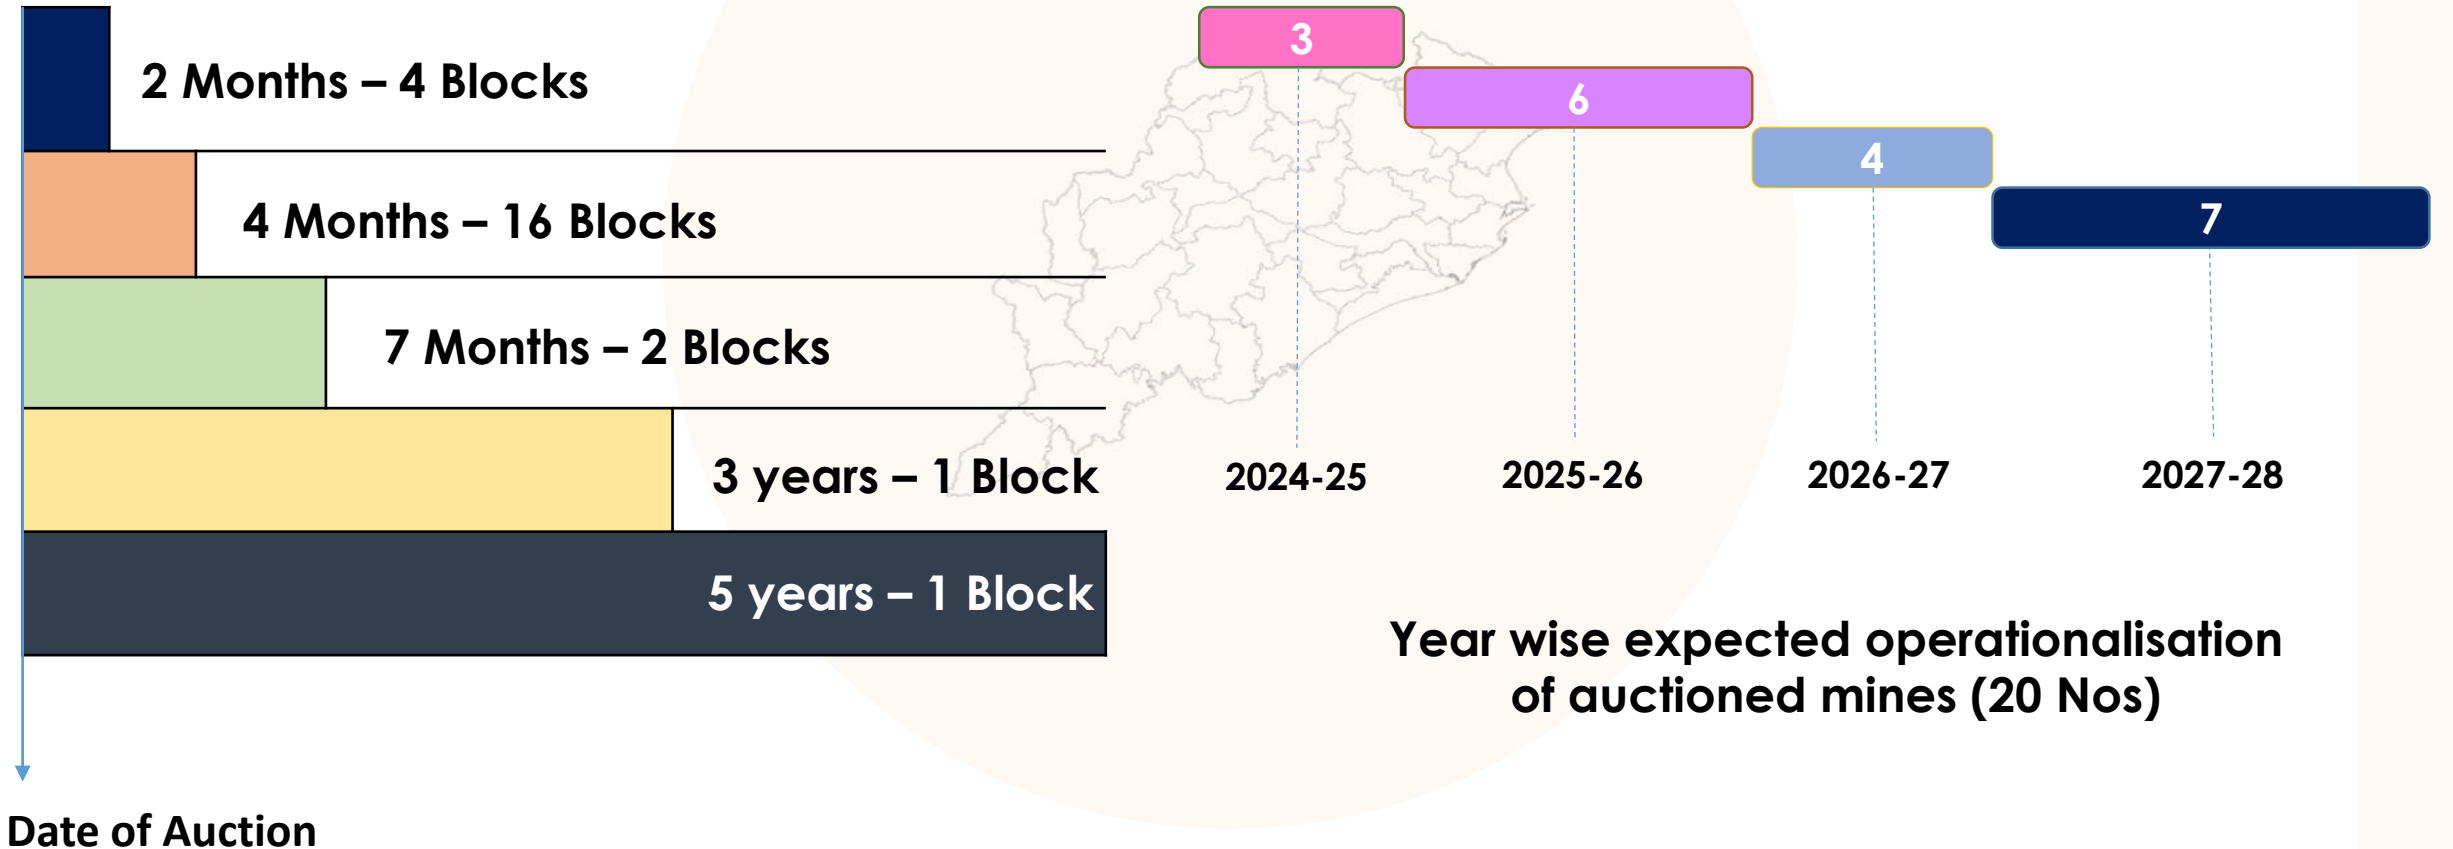 2 Months – 4 Blocks
4 Months – 16 Blocks
7 Months – 2 Blocks
3 years – 1 Block
5 years – 1 Block
Date of Auction
3
6
4
7
2024-25
2025-26
2026-27
2027-28
Year wise expected operationalisation
of auctioned mines (20 Nos)